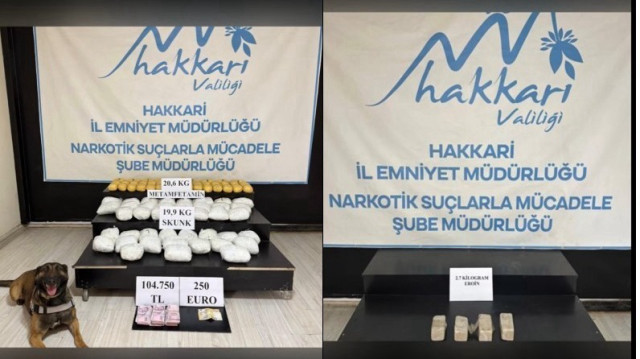 hakkari
Valiliği
HAKKARİ
İL EMNİYET MÜDÜRLÜĞÜ
NARKOTİK SUÇLARLA MÜCADELE
ŞUBE MÜDÜRLÜĞÜ
20,6 KG
METAMFETAMİN
19,9 KG
SKUNK
104.750
TL
250
EURO
hakkari
Valiliği
HAKKARİ
İL EMNİYET MÜDÜRLÜĞÜ
NARKOTİK SUÇLARLA MÜCADELE
ŞUBE MÜDÜRLÜĞÜ
2.7 KİLOGRAM
EROİN